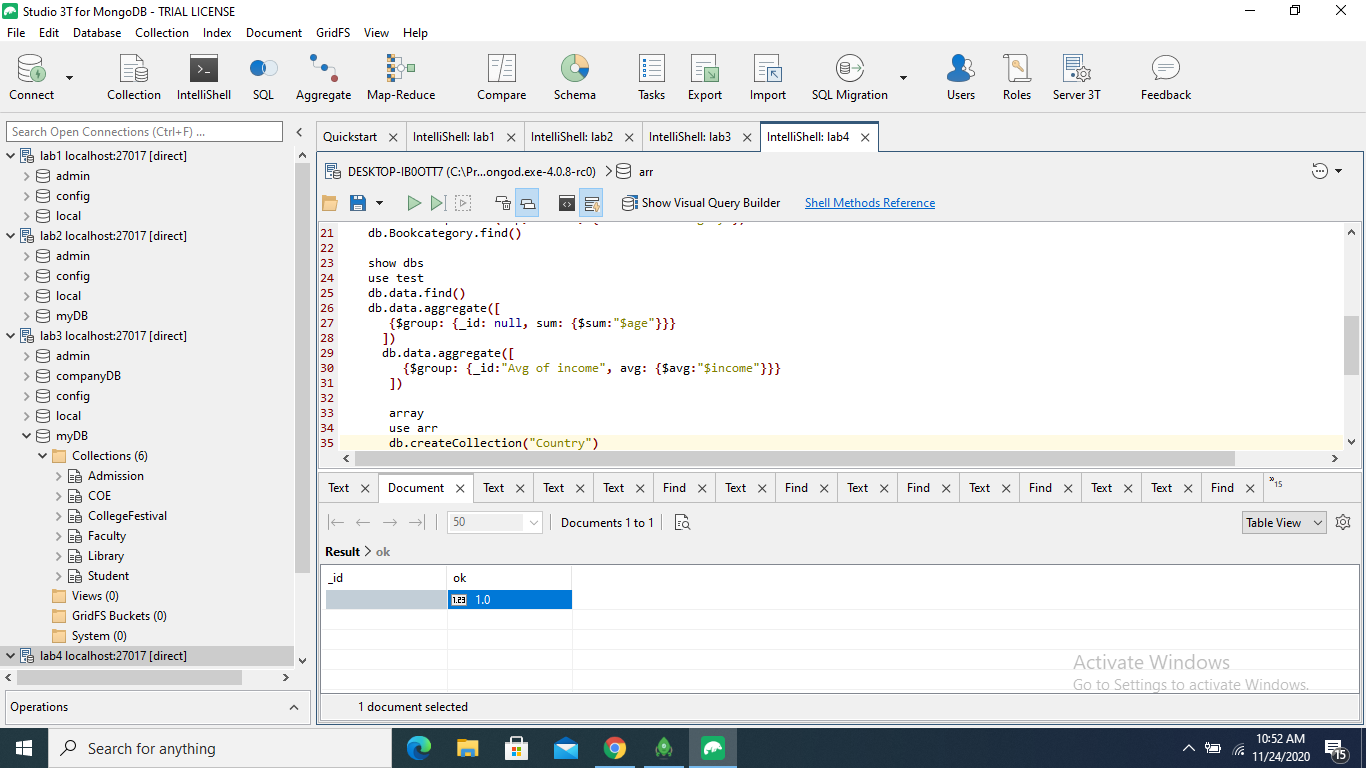 Studio 3T for MongoDB - TRIAL LICENSE
File Edit Database Collection Index Document GridFS View Help
Connect Collection IntelliShell SQL Aggregate Map-Reduce Compare Schema Tasks Export Import SQL Migration Users Roles Server 3T Feedback
Search Open Connections (Ctrl+F) ...
lab1 localhost:27017 [direct]
admin
config
local
lab2 localhost:27017 [direct]
admin
config
local
myDB
lab3 localhost:27017 [direct]
admin
companyDB
config
local
myDB
Collections (6)
Admission
COE
CollegeFestival
Faculty
Library
Student
Views (0)
GridFS Buckets (0)
System (0)
lab4 localhost:27017 [direct]
Operations
Quickstart IntelliShell: lab1 IntelliShell: lab2 IntelliShell: lab3 IntelliShell: lab4
DESKTOP-IB0OTT7 (C:\Pr...ongod.exe-4.0.8-rc0) arr
Show Visual Query Builder Shell Methods Reference
21 db.Bookcategory.find()
22
23 show dbs
24 use test
25 db.data.find()
26 db.data.aggregate([
27 {$group: {_id: null, sum: {$sum:"$age"}}}
28 ])
29 db.data.aggregate([
30 {$group: {_id:"Avg of income", avg: {$avg:"$income"}}}
31 ])
32
33 array
34 use arr
35 db.createCollection("Country")
Text Document Text Text Text Find Text Find Text Find Text Find Text Text Find »15
50 Documents 1 to 1 Table View
Result > ok
_id ok
1.23 1.0
Activate Windows
Go to Settings to activate Windows.
1 document selected
Search for anything
10:52 AM
11/24/2020
15